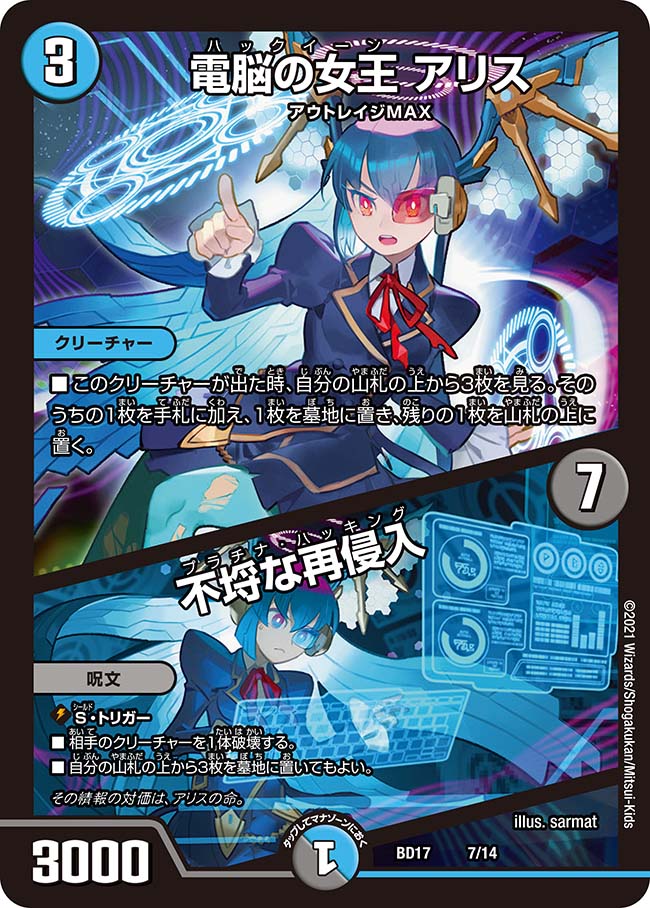 3
ハックイーン
電脳の女王 アリス
アウトレイジMAX
クリーチャー
■ このクリーチャーが出た時、自分の山札の上から3枚を見る。その
うちの1枚を手札に加え、1枚を墓地に置き、残りの1枚を山札の上に
置く。
7
プラチナ・ハッキング
不埒な再侵入
呪文
S・トリガー
■ 相手のクリーチャーを1体破壊する。
■ 自分の山札の上から3枚を墓地に置いてもよい。
その情報の対価は、アリスの命。
©2021 Wizards/Shogakukan/Mitsui-Kids
illus. sarmat
3000
タップしてマナゾーンにおく
1
BD17 7/14